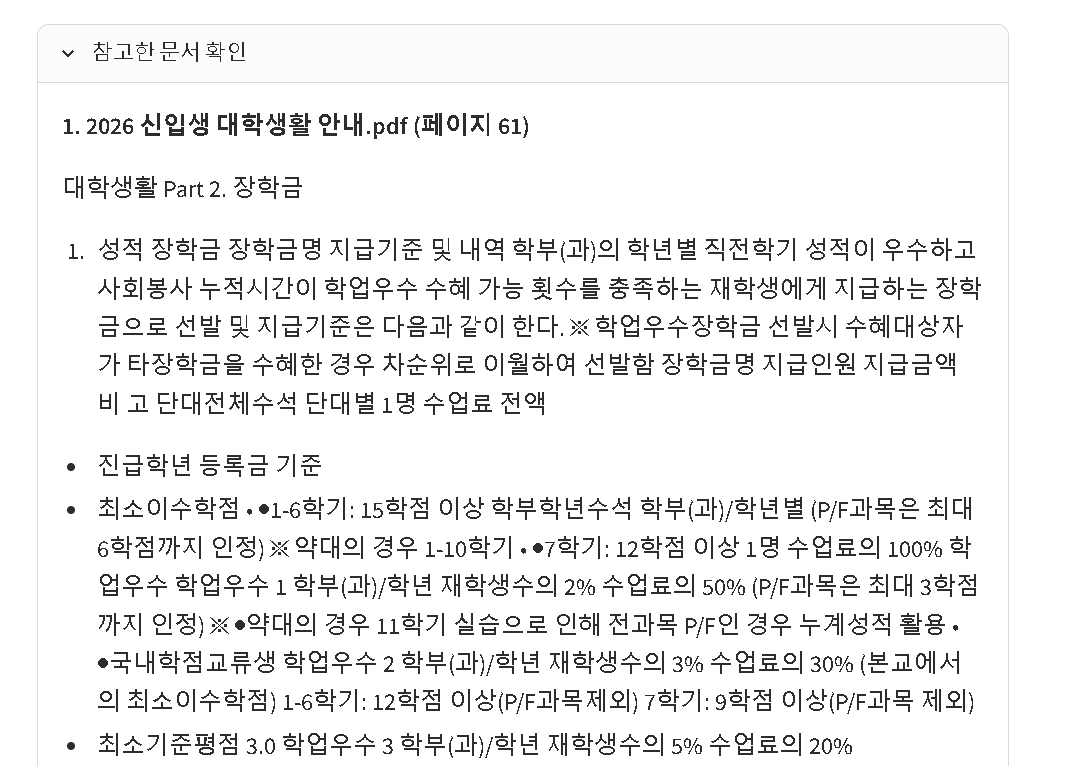 참고한 문서 확인
1. 2026 신입생 대학생활 안내.pdf (페이지 61)
대학생활 Part 2. 장학금
1. 성적 장학금 장학금명 지급기준 및 내역 학부(과)의 학년별 직전학기 성적이 우수하고
사회봉사 누적시간이 학업우수 수혜 가능 횟수를 충족하는 재학생에게 지급하는 장학
금으로 선발 및 지급기준은 다음과 같이 한다. ※ 학업우수장학금 선발시 수혜대상자
가 타장학금을 수혜한 경우 차순위로 이월하여 선발함 장학금명 지급인원 지급금액
비 고 단대전체수석 단대별 1명 수업료 전액
• 진급학년 등록금 기준
• 최소이수학점 • ●1-6학기: 15학점 이상 학부학년수석 학부(과)/학년별 (P/F과목은 최대
6학점까지 인정) ※ 약대의 경우 1-10학기 • ●7학기: 12학점 이상 1명 수업료의 100% 학
업우수 학업우수 1 학부(과)/학년 재학생수의 2% 수업료의 50% (P/F과목은 최대 3학점
까지 인정) ※ ●약대의 경우 11학기 실습으로 인해 전과목 P/F인 경우 누계성적 활용 •
●국내학점교류생 학업우수 2 학부(과)/학년 재학생수의 3% 수업료의 30% (본교에서
의 최소이수학점) 1-6학기: 12학점 이상(P/F과목제외) 7학기: 9학점 이상(P/F과목 제외)
• 최소기준평점 3.0 학업우수 3 학부(과)/학년 재학생수의 5% 수업료의 20%